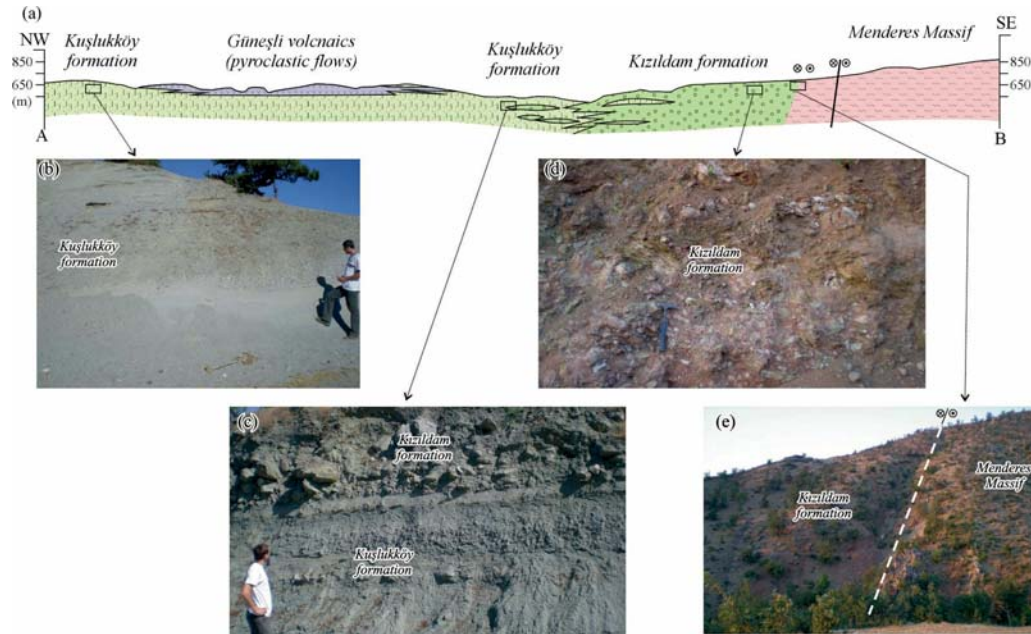 (a)
NW
Kuşlukköy
formation
Güneşli volcnaics
(pyroclastic flows)
Kuşlukköy
formation
Kızıldam formation
Menderes Massif
SE
850
650
(m)
A
850
650
B
(b)
Kuşlukköy
formation
(d)
Kızıldam
formation
(c)
Kızıldam
formation
Kuşlukköy
formation
(e)
Kızıldam
formation
Menderes
Massif